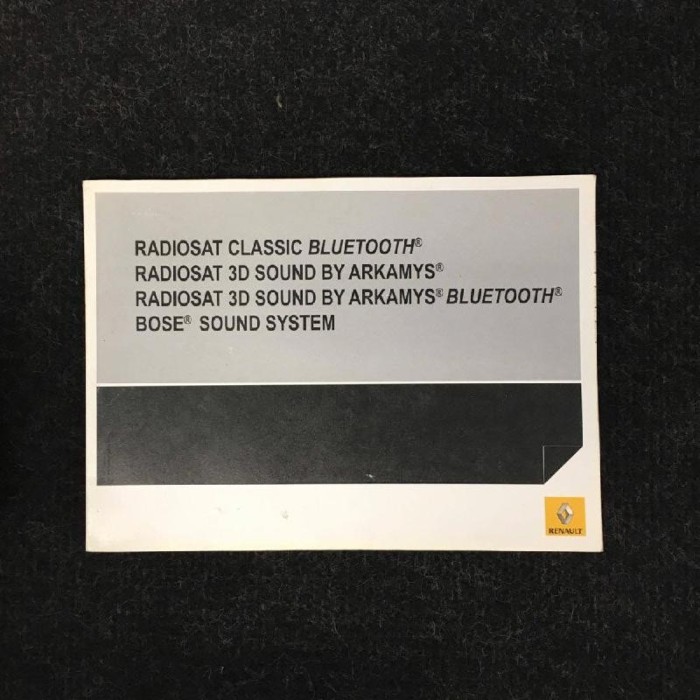 RADIOSAT CLASSIC BLUETOOTH®
RADIOSAT 3D SOUND BY ARKAMYS®
RADIOSAT 3D SOUND BY ARKAMYS® BLUETOOTH®
BOSE® SOUND SYSTEM
RENAULT